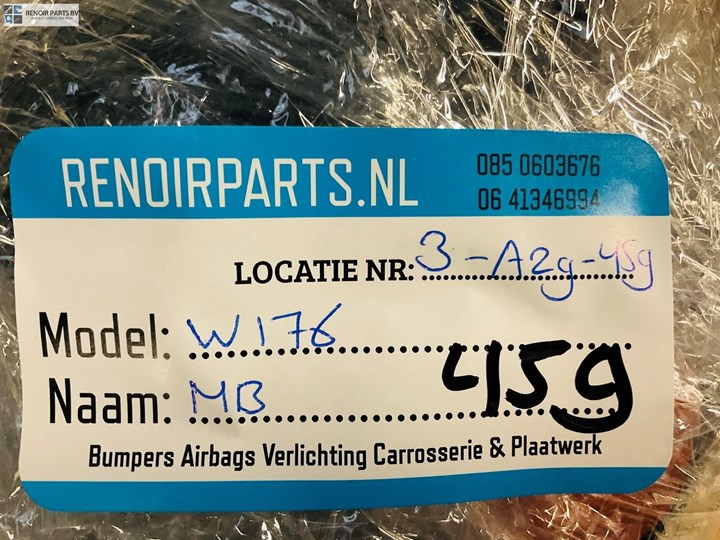 RENOIR PARTS BV
RENOIRPARTS.NL
085 0603676
06 41346994
LOCATIE NR: 3-A2g-45g
Model: W176
Naam: MB
45g
Bumpers Airbags Verlichting Carrosserie & Plaatwerk